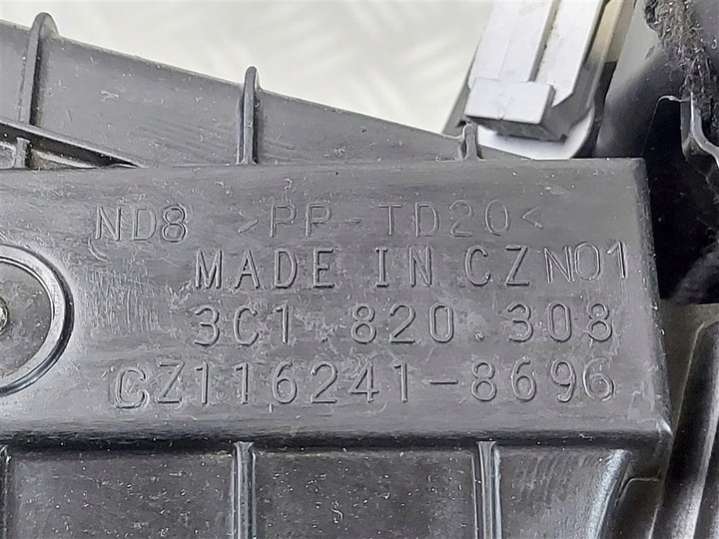 ND8 >PP-TD20<
MADE IN CZ N01
3C1.820.308
CZ116241-8696